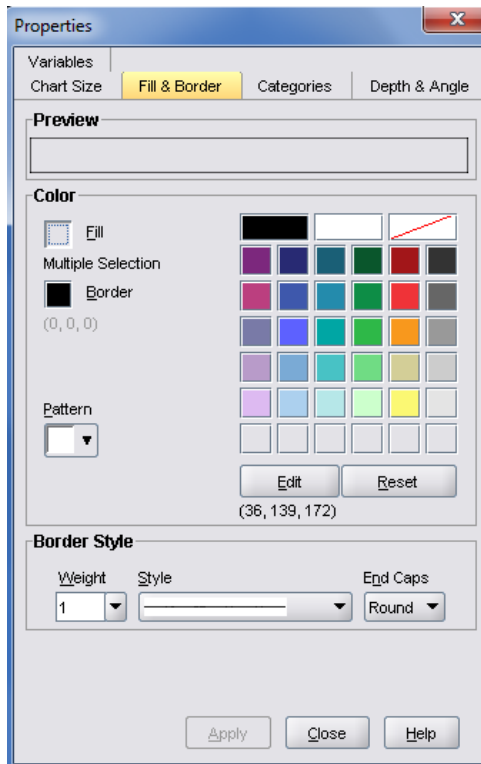 Properties
Variables
Chart Size Fill & Border Categories Depth & Angle
Preview
Color
Fill
Multiple Selection
Border
(0, 0, 0)
Pattern
Edit Reset
(36, 139, 172)
Border Style
Weight Style End Caps
1 Round
Apply Close Help